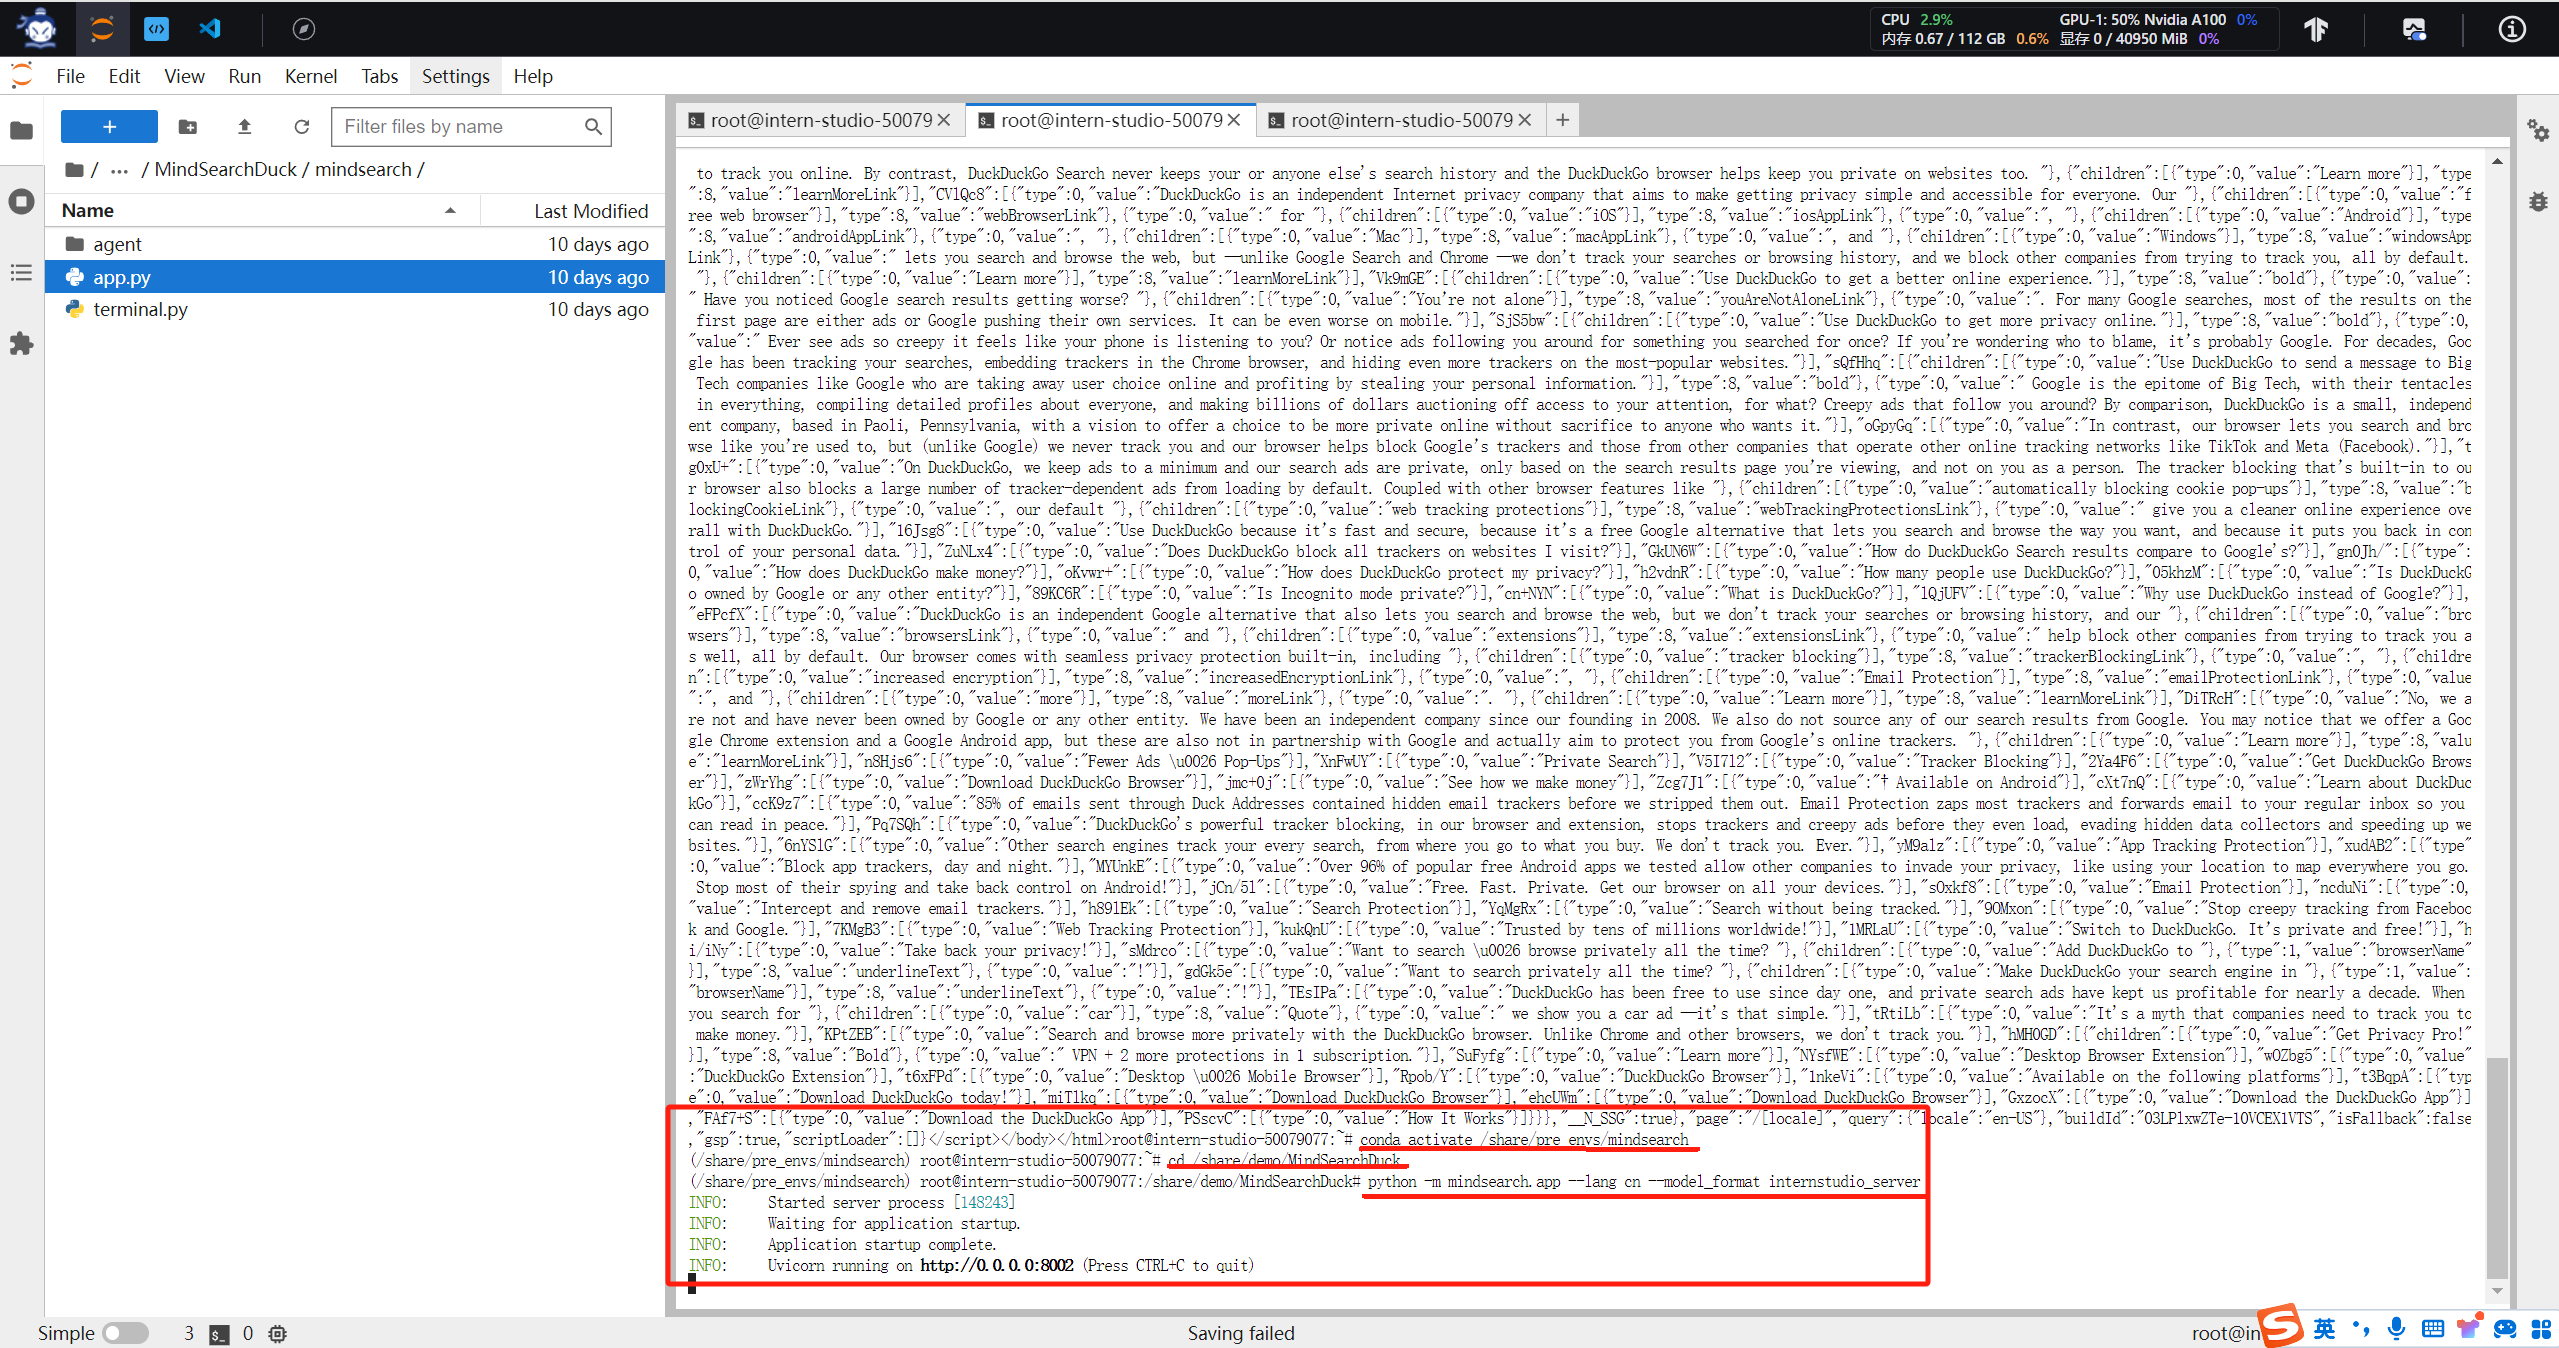 CPU 2.9% GPU-1: 50% Nvidia A100 0%
内存 0.67 / 112 GB 0.6% 显存 0 / 40950 MiB 0%
File Edit View Run Kernel Tabs Settings Help
Filter files by name
/ ... / MindSearchDuck / mindsearch /
Name Last Modified
agent 10 days ago
app.py 10 days ago
terminal.py 10 days ago
root@intern-studio-50079 root@intern-studio-50079 root@intern-studio-50079
 to track you online. By contrast, DuckDuckGo Search never keeps your or anyone else's search history and the DuckDuckGo browser helps keep you private on websites too. "},{"children":[{"type":0,"value":"Learn more"}],"type
":8,"value":"learnMoreLink"}],"CVlQc8":[{"type":0,"value":"DuckDuckGo is an independent Internet privacy company that aims to make getting privacy simple and accessible for everyone. Our "},{"children":[{"type":0,"value":"f
ree web browser"}],"type":8,"value":"webBrowserLink"},{"type":0,"value":" for "},{"children":[{"type":0,"value":"iOS"}],"type":8,"value":"iosAppLink"},{"type":0,"value":", "},{"children":[{"type":0,"value":"Android"}],"type
":8,"value":"androidAppLink"},{"type":0,"value":", "},{"children":[{"type":0,"value":"Mac"}],"type":8,"value":"macAppLink"},{"type":0,"value":", and "},{"children":[{"type":0,"value":"Windows"}],"type":8,"value":"windowsApp
Link"},{"type":0,"value":" lets you search and browse the web, but —unlike Google Search and Chrome —we don't track your searches or browsing history, and we block other companies from trying to track you, all by default.
 "},{"children":[{"type":0,"value":"Learn more"}],"type":8,"value":"learnMoreLink"}],"Vk9mGE":[{"children":[{"type":0,"value":"Use DuckDuckGo to get a better online experience."}],"type":8,"value":"bold"},{"type":0,"value":
" Have you noticed Google search results getting worse? "},{"children":[{"type":0,"value":"You're not alone"}],"type":8,"value":"youAreNotAloneLink"},{"type":0,"value":". For many Google searches, most of the results on the
 first page are either ads or Google pushing their own services. It can be even worse on mobile."}],"SjS5bw":[{"children":[{"type":0,"value":"Use DuckDuckGo to get more privacy online."}],"type":8,"value":"bold"},{"type":0,
"value":" Ever see ads so creepy it feels like your phone is listening to you? Or notice ads following you around for something you searched for once? If you're wondering who to blame, it's probably Google. For decades, Goo
gle has been tracking your searches, embedding trackers in the Chrome browser, and hiding even more trackers on the most-popular websites."}],"sQfHhq":[{"children":[{"type":0,"value":"Use DuckDuckGo to send a message to Big
 Tech companies like Google who are taking away user choice online and profiting by stealing your personal information."}],"type":8,"value":"bold"},{"type":0,"value":" Google is the epitome of Big Tech, with their tentacles
 in everything, compiling detailed profiles about everyone, and making billions of dollars auctioning off access to your attention, for what? Creepy ads that follow you around? By comparison, DuckDuckGo is a small, independ
ent company, based in Paoli, Pennsylvania, with a vision to offer a choice to be more private online without sacrifice to anyone who wants it."}],"oGpyGq":[{"type":0,"value":"In contrast, our browser lets you search and bro
wse like you're used to, but (unlike Google) we never track you and our browser helps block Google's trackers and those from other companies that operate other online tracking networks like TikTok and Meta (Facebook)."}],"t
g0xU+":[{"type":0,"value":"On DuckDuckGo, we keep ads to a minimum and our search ads are private, only based on the search results page you're viewing, and not on you as a person. The tracker blocking that's built-in to ou
r browser also blocks a large number of tracker-dependent ads from loading by default. Coupled with other browser features like "},{"children":[{"type":0,"value":"automatically blocking cookie pop-ups"}],"type":8,"value":"b
lockingCookieLink"},{"type":0,"value":", our default "},{"children":[{"type":0,"value":"web tracking protections"}],"type":8,"value":"webTrackingProtectionsLink"},{"type":0,"value":" give you a cleaner online experience ove
rall with DuckDuckGo."}],"16Jsg8":[{"type":0,"value":"Use DuckDuckGo because it's fast and secure, because it's a free Google alternative that lets you search and browse the way you want, and because it puts you back in con
trol of your personal data."}],"ZuNLx4":[{"type":0,"value":"Does DuckDuckGo block all trackers on websites I visit?"}],"GkUN6W":[{"type":0,"value":"How do DuckDuckGo Search results compare to Google's?"}],"gn0Jh/":[{"type":
0,"value":"How does DuckDuckGo make money?"}],"oKvwr+":[{"type":0,"value":"How does DuckDuckGo protect my privacy?"}],"h2vdnR":[{"type":0,"value":"How many people use DuckDuckGo?"}],"05khzM":[{"type":0,"value":"Is DuckDuckG
o owned by Google or any other entity?"}],"89KC6R":[{"type":0,"value":"Is Incognito mode private?"}],"cn+NYN":[{"type":0,"value":"What is DuckDuckGo?"}],"lQjUFV":[{"type":0,"value":"Why use DuckDuckGo instead of Google?"}],
"eFPcfX":[{"type":0,"value":"DuckDuckGo is an independent Google alternative that also lets you search and browse the web, but we don't track your searches or browsing history, and our "},{"children":[{"type":0,"value":"bro
wsers"}],"type":8,"value":"browsersLink"},{"type":0,"value":" and "},{"children":[{"type":0,"value":"extensions"}],"type":8,"value":"extensionsLink"},{"type":0,"value":" help block other companies from trying to track you a
s well, all by default. Our browser comes with seamless privacy protection built-in, including "},{"children":[{"type":0,"value":"tracker blocking"}],"type":8,"value":"trackerBlockingLink"},{"type":0,"value":", "},{"childre
n":[{"type":0,"value":"increased encryption"}],"type":8,"value":"increasedEncryptionLink"},{"type":0,"value":", "},{"children":[{"type":0,"value":"Email Protection"}],"type":8,"value":"emailProtectionLink"},{"type":0,"value
":", and "},{"children":[{"type":0,"value":"more"}],"type":8,"value":"moreLink"},{"type":0,"value":". "},{"children":[{"type":0,"value":"Learn more"}],"type":8,"value":"learnMoreLink"}],"DiTRcH":[{"type":0,"value":"No, we a
re not and have never been owned by Google or any other entity. We have been an independent company since our founding in 2008. We also do not source any of our search results from Google. You may notice that we offer a Goo
gle Chrome extension and a Google Android app, but these are also not in partnership with Google and actually aim to protect you from Google's online trackers. "},{"children":[{"type":0,"value":"Learn more"}],"type":8,"valu
e":"learnMoreLink"}],"n8Hjs6":[{"type":0,"value":"Fewer Ads \u0026 Pop-Ups"}],"XnFwUY":[{"type":0,"value":"Private Search"}],"V5I7l2":[{"type":0,"value":"Tracker Blocking"}],"2Ya4F6":[{"type":0,"value":"Get DuckDuckGo Brows
er"}],"zWrYhg":[{"type":0,"value":"Download DuckDuckGo Browser"}],"jmc+0j":[{"type":0,"value":"See how we make money"}],"Zcg7J1":[{"type":0,"value":"† Available on Android"}],"cXt7nQ":[{"type":0,"value":"Learn about DuckDuc
kGo"}],"ccK9z7":[{"type":0,"value":"85% of emails sent through Duck Addresses contained hidden email trackers before we stripped them out. Email Protection zaps most trackers and forwards email to your regular inbox so you
can read in peace."}],"Pq7SQh":[{"type":0,"value":"DuckDuckGo's powerful tracker blocking, in our browser and extension, stops trackers and creepy ads before they even load, evading hidden data collectors and speeding up we
bsites."}],"6nYSlG":[{"type":0,"value":"Other search engines track your every search, from where you go to what you buy. We don't track you. Ever."}],"yM9alz":[{"type":0,"value":"App Tracking Protection"}],"xudAB2":[{"type"
:0,"value":"Block app trackers, day and night."}],"MYUnkE":[{"type":0,"value":"Over 96% of popular free Android apps we tested allow other companies to invade your privacy, like using your location to map everywhere you go.
 Stop most of their spying and take back control on Android!"}],"jCn/51":[{"type":0,"value":"Free. Fast. Private. Get our browser on all your devices."}],"sOxkf8":[{"type":0,"value":"Email Protection"}],"ncduNi":[{"type":0,
"value":"Intercept and remove email trackers."}],"h89lEk":[{"type":0,"value":"Search Protection"}],"YqMgRx":[{"type":0,"value":"Search without being tracked."}],"9OMxon":[{"type":0,"value":"Stop creepy tracking from Faceboo
k and Google."}],"7KMgB3":[{"type":0,"value":"Web Tracking Protection"}],"kukQnU":[{"type":0,"value":"Trusted by tens of millions worldwide!"}],"1MRLaU":[{"type":0,"value":"Switch to DuckDuckGo. It's private and free!"}],"h
i/iNy":[{"type":0,"value":"Take back your privacy!"}],"sMdrco":[{"type":0,"value":"Want to search \u0026 browse privately all the time? "},{"children":[{"type":0,"value":"Add DuckDuckGo to "},{"type":1,"value":"browserName"
}],"type":8,"value":"underlineText"},{"type":0,"value":"!"}],"gdGk5e":[{"type":0,"value":"Want to search privately all the time? "},{"children":[{"type":0,"value":"Make DuckDuckGo your search engine in "},{"type":1,"value":
"browserName"}],"type":8,"value":"underlineText"},{"type":0,"value":"!"}],"TEsIPa":[{"type":0,"value":"DuckDuckGo has been free to use since day one, and private search ads have kept us profitable for nearly a decade. When
you search for "},{"children":[{"type":0,"value":"car"}],"type":8,"value":"Quote"},{"type":0,"value":" we show you a car ad —it's that simple."}],"tRtiLb":[{"type":0,"value":"It's a myth that companies need to track you to
 make money."}],"KPtZEB":[{"type":0,"value":"Search and browse more privately with the DuckDuckGo browser. Unlike Chrome and other browsers, we don't track you."}],"hMHOGD":[{"children":[{"type":0,"value":"Get Privacy Pro!"
}],"type":8,"value":"Bold"},{"type":0,"value":" VPN + 2 more protections in 1 subscription."}],"SuFyfg":[{"type":0,"value":"Learn more"}],"NYsfWE":[{"type":0,"value":"Desktop Browser Extension"}],"wOZbg5":[{"type":0,"value"
:"DuckDuckGo Extension"}],"t6xFPd":[{"type":0,"value":"Desktop \u0026 Mobile Browser"}],"Rpob/Y":[{"type":0,"value":"DuckDuckGo Browser"}],"1nkeVi":[{"type":0,"value":"Available on the following platforms"}],"t3BqpA":[{"typ
e":0,"value":"Download DuckDuckGo today!"}],"miTlkq":[{"type":0,"value":"Download DuckDuckGo Browser"}],"ehcUWm":[{"type":0,"value":"Download DuckDuckGo Browser"}],"GxzocX":[{"type":0,"value":"Download the DuckDuckGo App"}]
,"FAf7+S":[{"type":0,"value":"Download the DuckDuckGo App"}],"PSscvC":[{"type":0,"value":"How It Works"}]}}},"__N_SSG":true},"page":"/[locale]","query":{"locale":"en-US"},"buildId":"O3LPlxwZTe-1OVCEX1VTS","isFallback":false
,"gsp":true,"scriptLoader":[]}</script></body></html>root@intern-studio-50079077:~# conda activate /share/pre_envs/mindsearch
(/share/pre_envs/mindsearch) root@intern-studio-50079077:~# cd /share/demo/MindSearchDuck
(/share/pre_envs/mindsearch) root@intern-studio-50079077:/share/demo/MindSearchDuck# python -m mindsearch.app --lang cn --model_format internstudio_server
INFO: Started server process [148243]
INFO: Waiting for application startup.
INFO: Application startup complete.
INFO: Uvicorn running on http://0.0.0.0:8002 (Press CTRL+C to quit)
Simple 3 0 Saving failed root@in
英